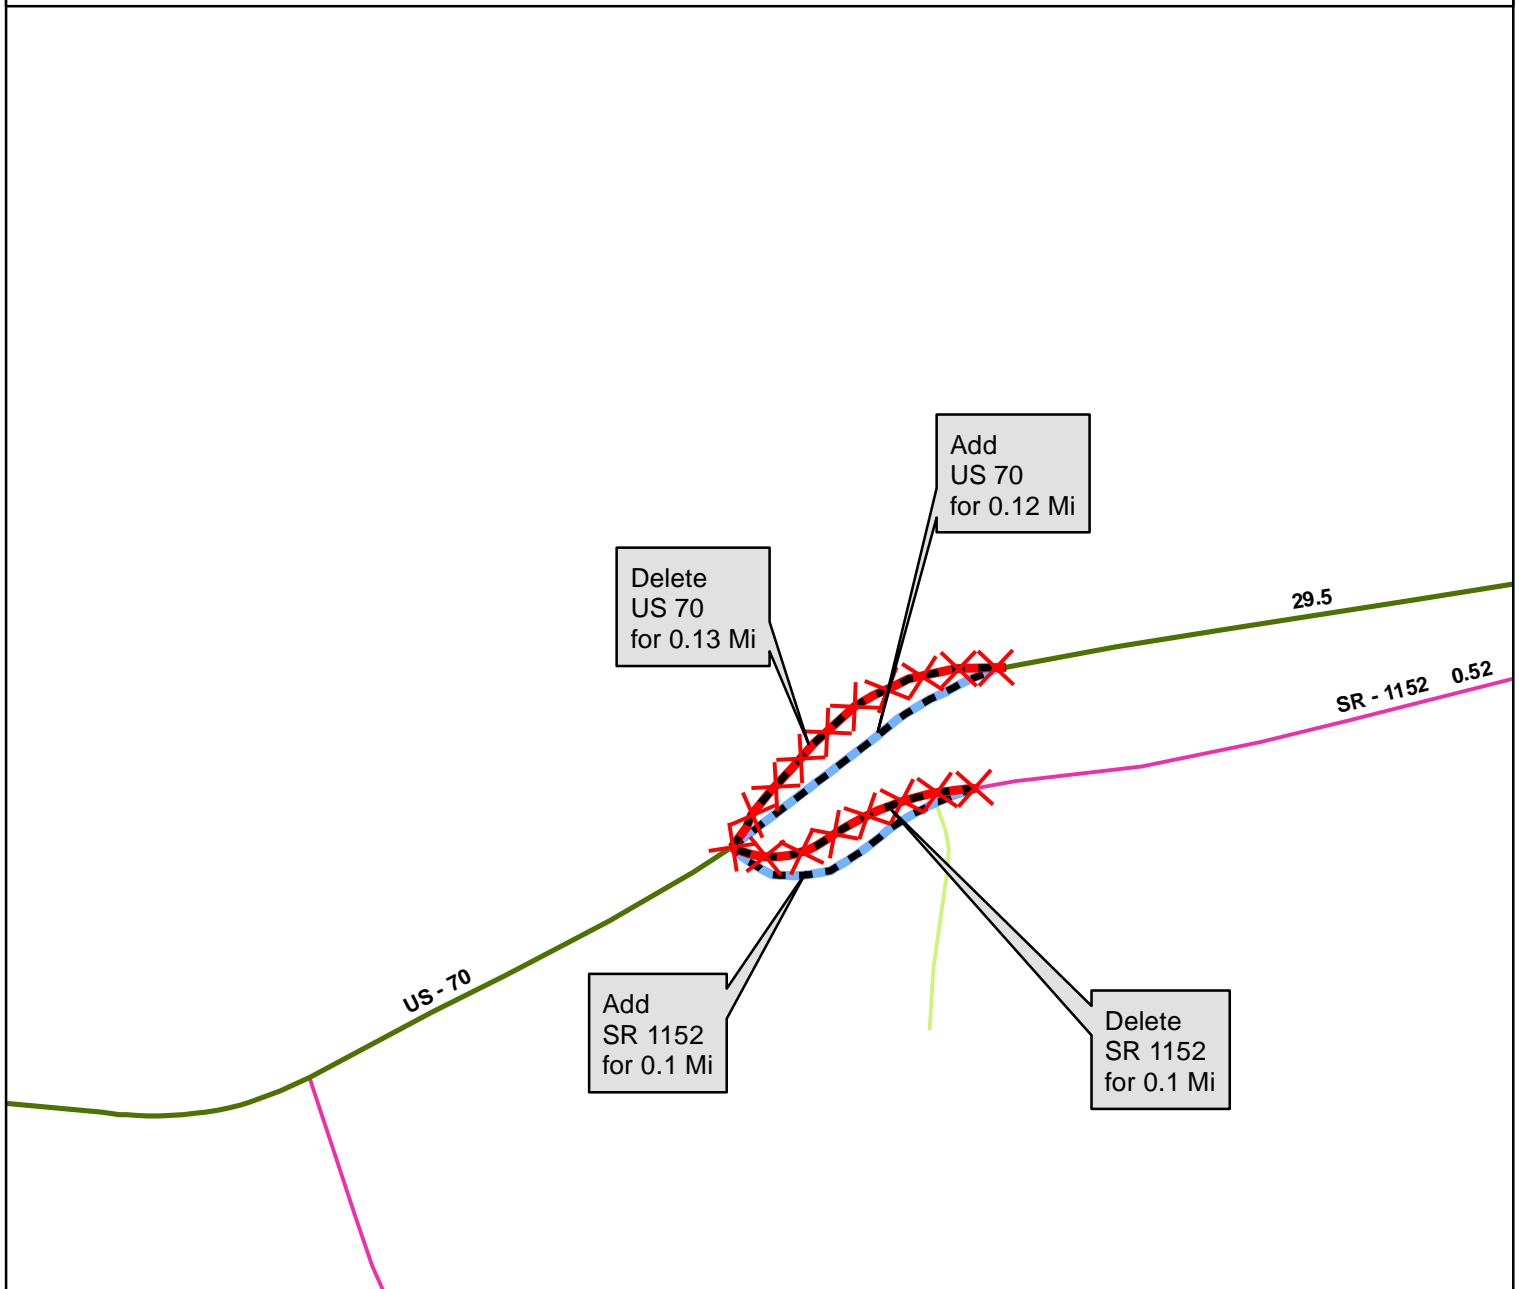 Add
US 70
for 0.12 Mi
Delete
US 70
for 0.13 Mi
29.5
SR - 1152 0.52
US - 70
Add
SR 1152
for 0.1 Mi
Delete
SR 1152
for 0.1 Mi